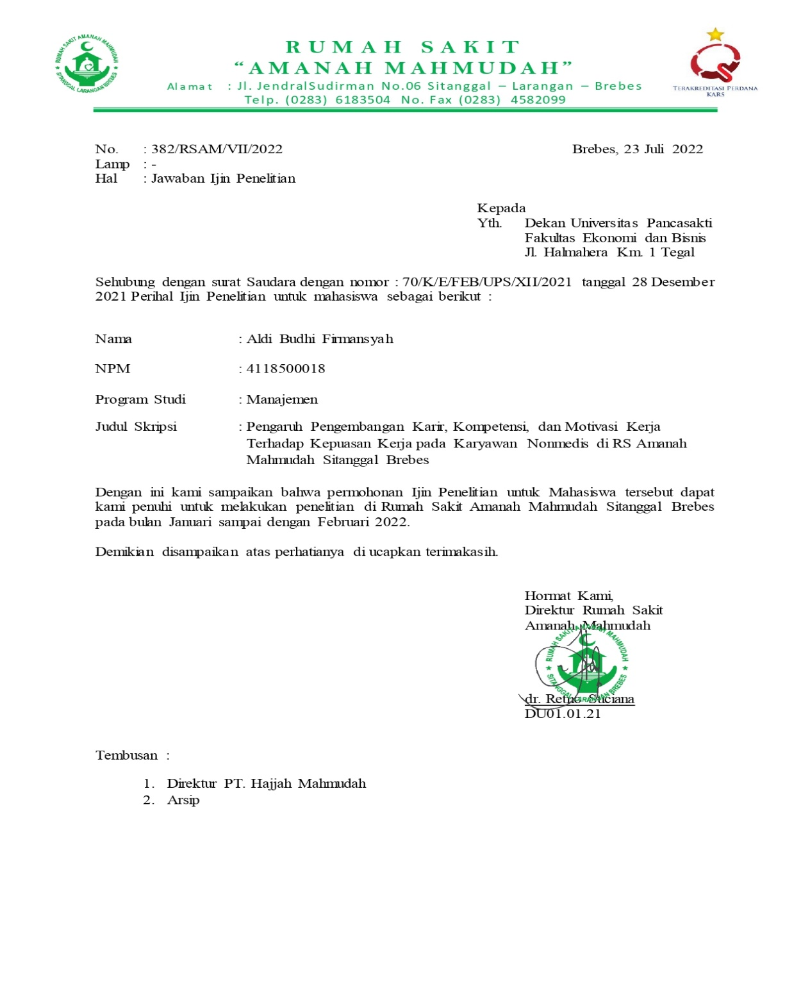 RUMAH SAKIT AMANAH MAHMUDAH
SITANGGAL LARANGAN BREBES
RUMAH SAKIT
“AMANAH MAHMUDAH”
Alamat : Jl. JendralSudirman No.06 Sitanggal – Larangan – Brebes
Telp. (0283) 6183504 No. Fax (0283) 4582099
TERAKREDITASI PERDANA
KARS
No. : 382/RSAM/VII/2022 Brebes, 23 Juli 2022
Lamp : -
Hal : Jawaban Ijin Penelitian
Kepada
Yth. Dekan Universitas Pancasakti
Fakultas Ekonomi dan Bisnis
Jl. Halmahera Km. 1 Tegal
Sehubung dengan surat Saudara dengan nomor : 70/K/E/FEB/UPS/XII/2021 tanggal 28 Desember
2021 Perihal Ijin Penelitian untuk mahasiswa sebagai berikut :
Nama : Aldi Budhi Firmansyah
NPM : 4118500018
Program Studi : Manajemen
Judul Skripsi : Pengaruh Pengembangan Karir, Kompetensi, dan Motivasi Kerja
Terhadap Kepuasan Kerja pada Karyawan Nonmedis di RS Amanah
Mahmudah Sitanggal Brebes
Dengan ini kami sampaikan bahwa permohonan Ijin Penelitian untuk Mahasiswa tersebut dapat
kami penuhi untuk melakukan penelitian di Rumah Sakit Amanah Mahmudah Sitanggal Brebes
pada bulan Januari sampai dengan Februari 2022.
Demikian disampaikan atas perhatianya di ucapkan terimakasih.
Hormat Kami,
Direktur Rumah Sakit
Amanah Mahmudah
RUMAH SAKIT AMANAH MAHMUDAH
SITANGGAL LARANGAN BREBES
dr. Retno Suciana
DU01.01.21
Tembusan :
1. Direktur PT. Hajjah Mahmudah
2. Arsip